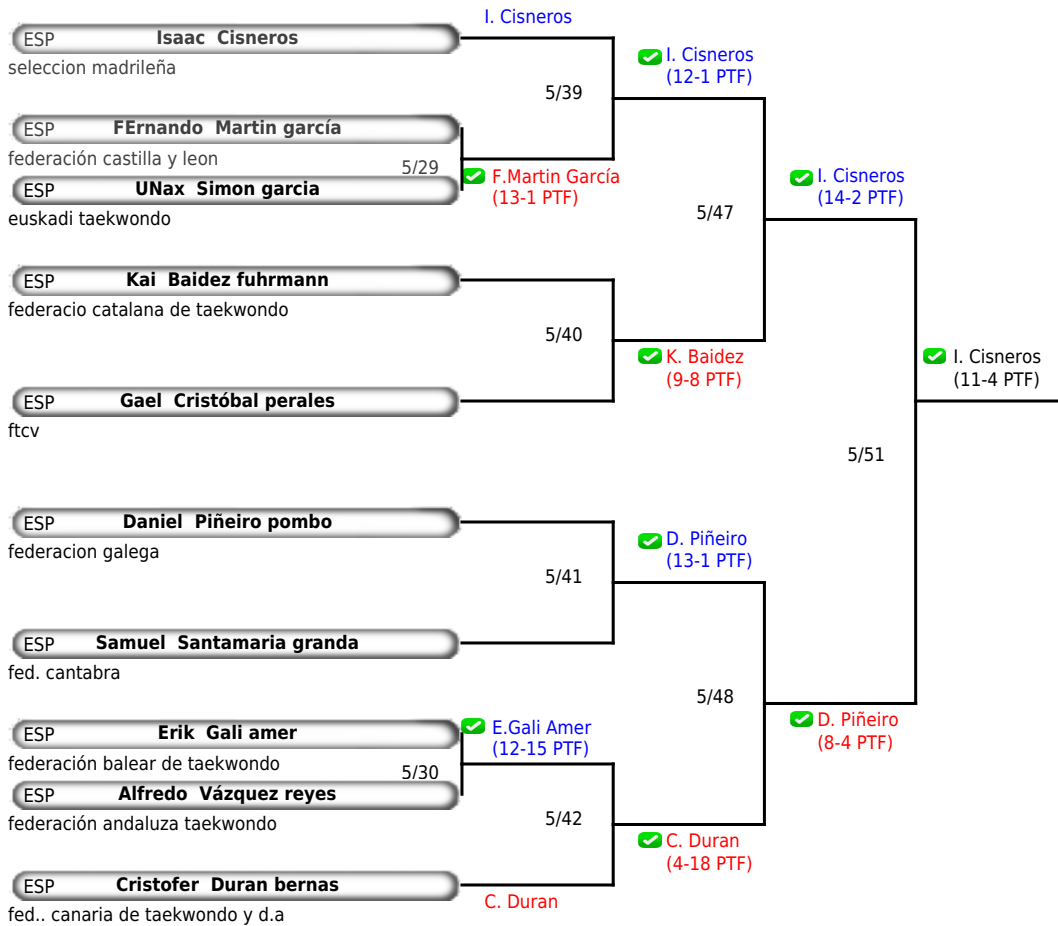 I. Cisneros
ESP Isaac Cisneros
seleccion madrileña
I. Cisneros
(12-1 PTF)
5/39
ESP FErnando Martin garcía
federación castilla y leon
5/29
F.Martin García
(13-1 PTF)
ESP UNax Simon garcia
euskadi taekwondo
I. Cisneros
(14-2 PTF)
5/47
ESP Kai Baidez fuhrmann
federacio catalana de taekwondo
5/40
K. Baidez
(9-8 PTF)
I. Cisneros
(11-4 PTF)
ESP Gael Cristóbal perales
ftcv
5/51
ESP Daniel Piñeiro pombo
federacion galega
D. Piñeiro
(13-1 PTF)
5/41
ESP Samuel Santamaria granda
fed. cantabra
5/48
D. Piñeiro
(8-4 PTF)
ESP Erik Gali amer
federación balear de taekwondo
E.Gali Amer
(12-15 PTF)
5/30
ESP Alfredo Vázquez reyes
federación andaluza taekwondo
5/42
C. Duran
(4-18 PTF)
ESP Cristofer Duran bernas
fed.. canaria de taekwondo y d.a
C. Duran